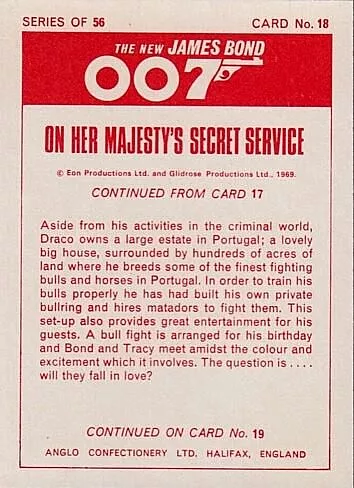 SERIES OF 56 CARD No. 18
THE NEW JAMES BOND
007
ON HER MAJESTY'S SECRET SERVICE
© Eon Productions Ltd. and Glidrose Productions Ltd., 1969.
CONTINUED FROM CARD 17
Aside from his activities in the criminal world,
Draco owns a large estate in Portugal; a lovely
big house, surrounded by hundreds of acres of
land where he breeds some of the finest fighting
bulls and horses in Portugal. In order to train his
bulls properly he has had built his own private
bullring and hires matadors to fight them. This
set-up also provides great entertainment for his
guests. A bull fight is arranged for his birthday
and Bond and Tracy meet amidst the colour and
excitement which it involves. The question is ....
will they fall in love?
CONTINUED ON CARD No. 19
ANGLO CONFECTIONERY LTD. HALIFAX, ENGLAND